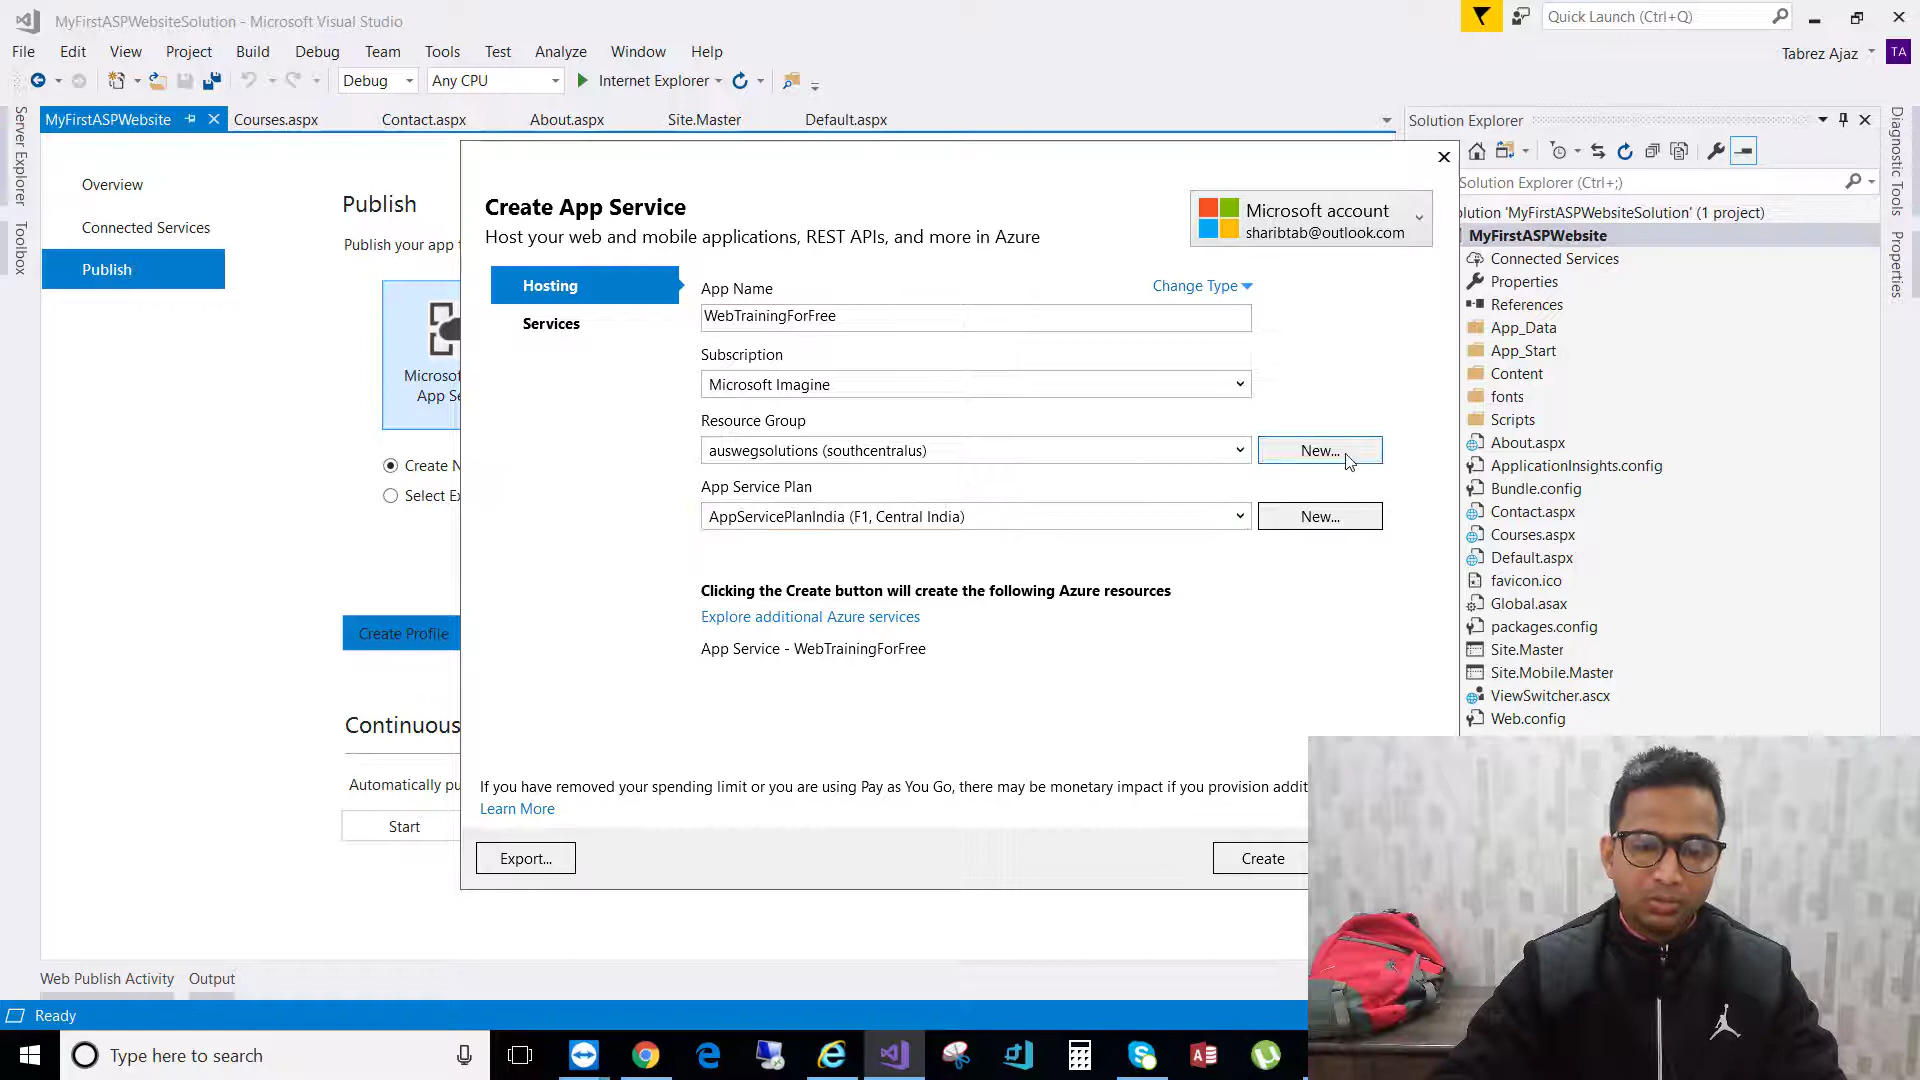 MyFirstASPWebsiteSolution - Microsoft Visual Studio
Quick Launch (Ctrl+Q)
File Edit View Project Build Debug Team Tools Test Analyze Window Help
Tabrez Ajaz TA
Debug Any CPU Internet Explorer
Server Explorer
Toolbox
MyFirstASPWebsite Courses.aspx Contact.aspx About.aspx Site.Master Default.aspx
Overview
Connected Services
Publish
Publish
Publish your app
Microso
App Se
Create N
Select E
Create Profile
Continuous
Automatically pu
Start
Create App Service
Host your web and mobile applications, REST APIs, and more in Azure
Microsoft account
sharibtab@outlook.com
Hosting
Services
App Name
Change Type
WebTrainingForFree
Subscription
Microsoft Imagine
Resource Group
auswegsolutions (southcentralus)
New...
App Service Plan
AppServicePlanIndia (F1, Central India)
New...
Clicking the Create button will create the following Azure resources
Explore additional Azure services
App Service - WebTrainingForFree
If you have removed your spending limit or you are using Pay as You Go, there may be monetary impact if you provision addit
Learn More
Export...
Create
Solution Explorer
Solution Explorer (Ctrl+;)
olution 'MyFirstASPWebsiteSolution' (1 project)
MyFirstASPWebsite
Connected Services
Properties
References
App_Data
App_Start
Content
fonts
Scripts
About.aspx
ApplicationInsights.config
Bundle.config
Contact.aspx
Courses.aspx
Default.aspx
favicon.ico
Global.asax
packages.config
Site.Master
Site.Mobile.Master
ViewSwitcher.ascx
Web.config
Diagnostic Tools
Properties
Web Publish Activity Output
Ready
Type here to search